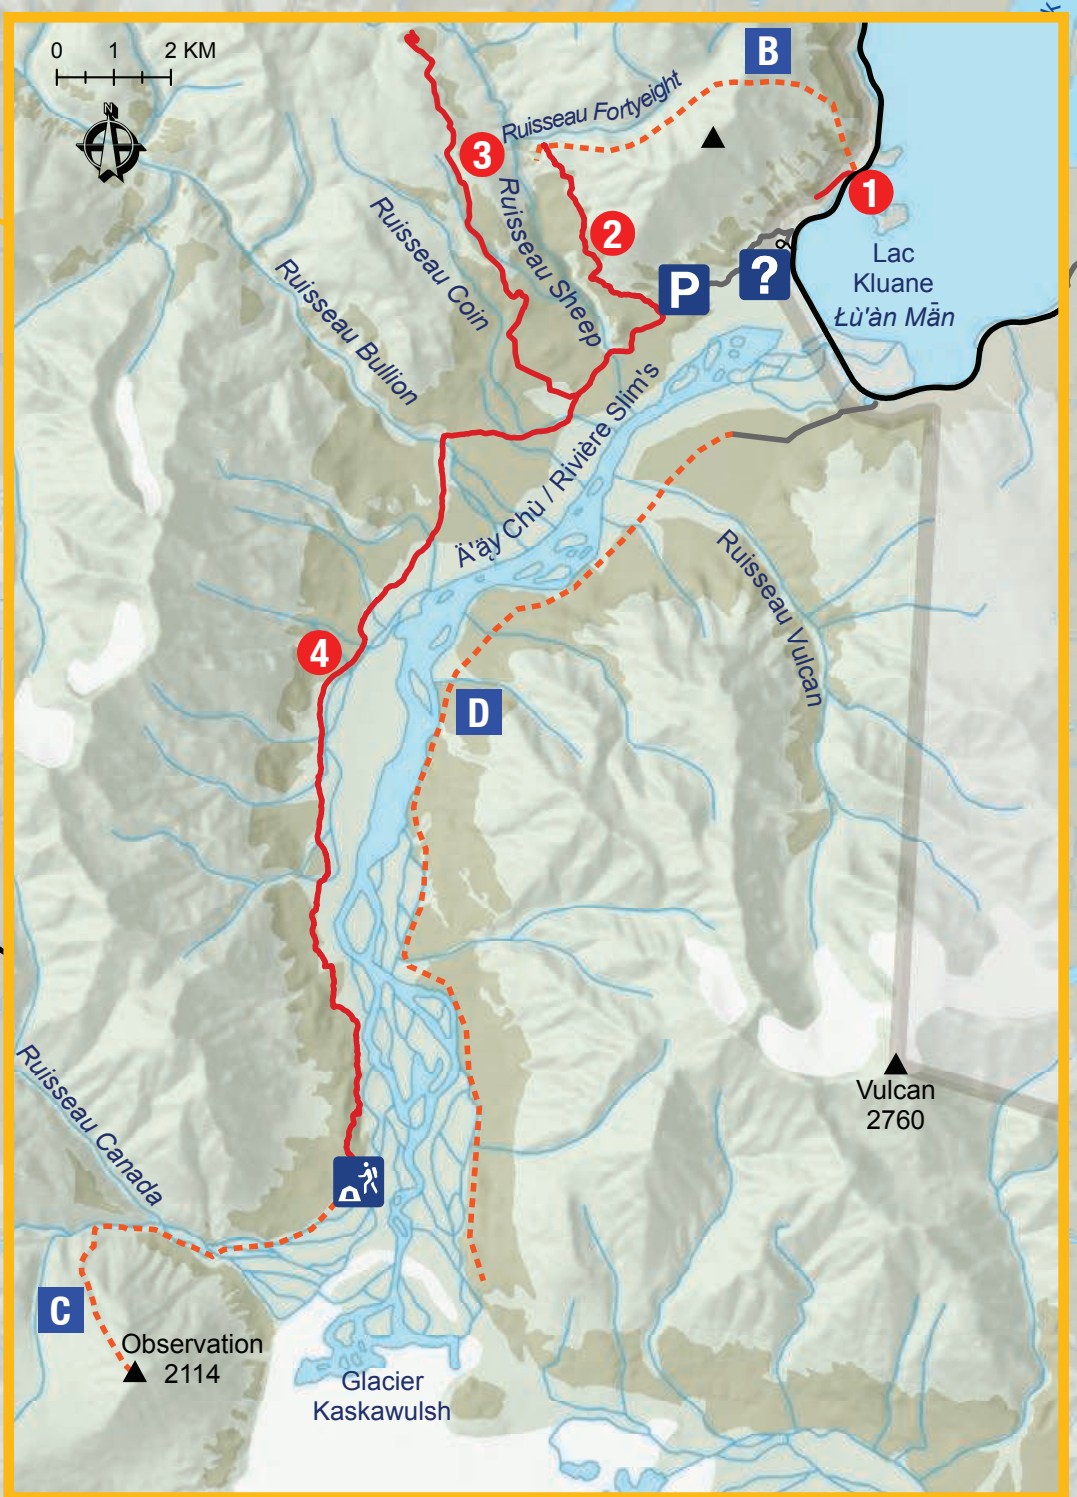 0 1 2 KM
N
B
Ruisseau Fortyeight
3
1
2
Ruisseau Sheep
Ruisseau Coin
Ruisseau Bullion
P
?
Lac
Kluane
Łù'àn Mān
Ä'äy Chù / Rivière Slim's
Ruisseau Vulcan
4
D
Vulcan
2760
Ruisseau Canada
C
Observation
2114
Glacier
Kaskawulsh